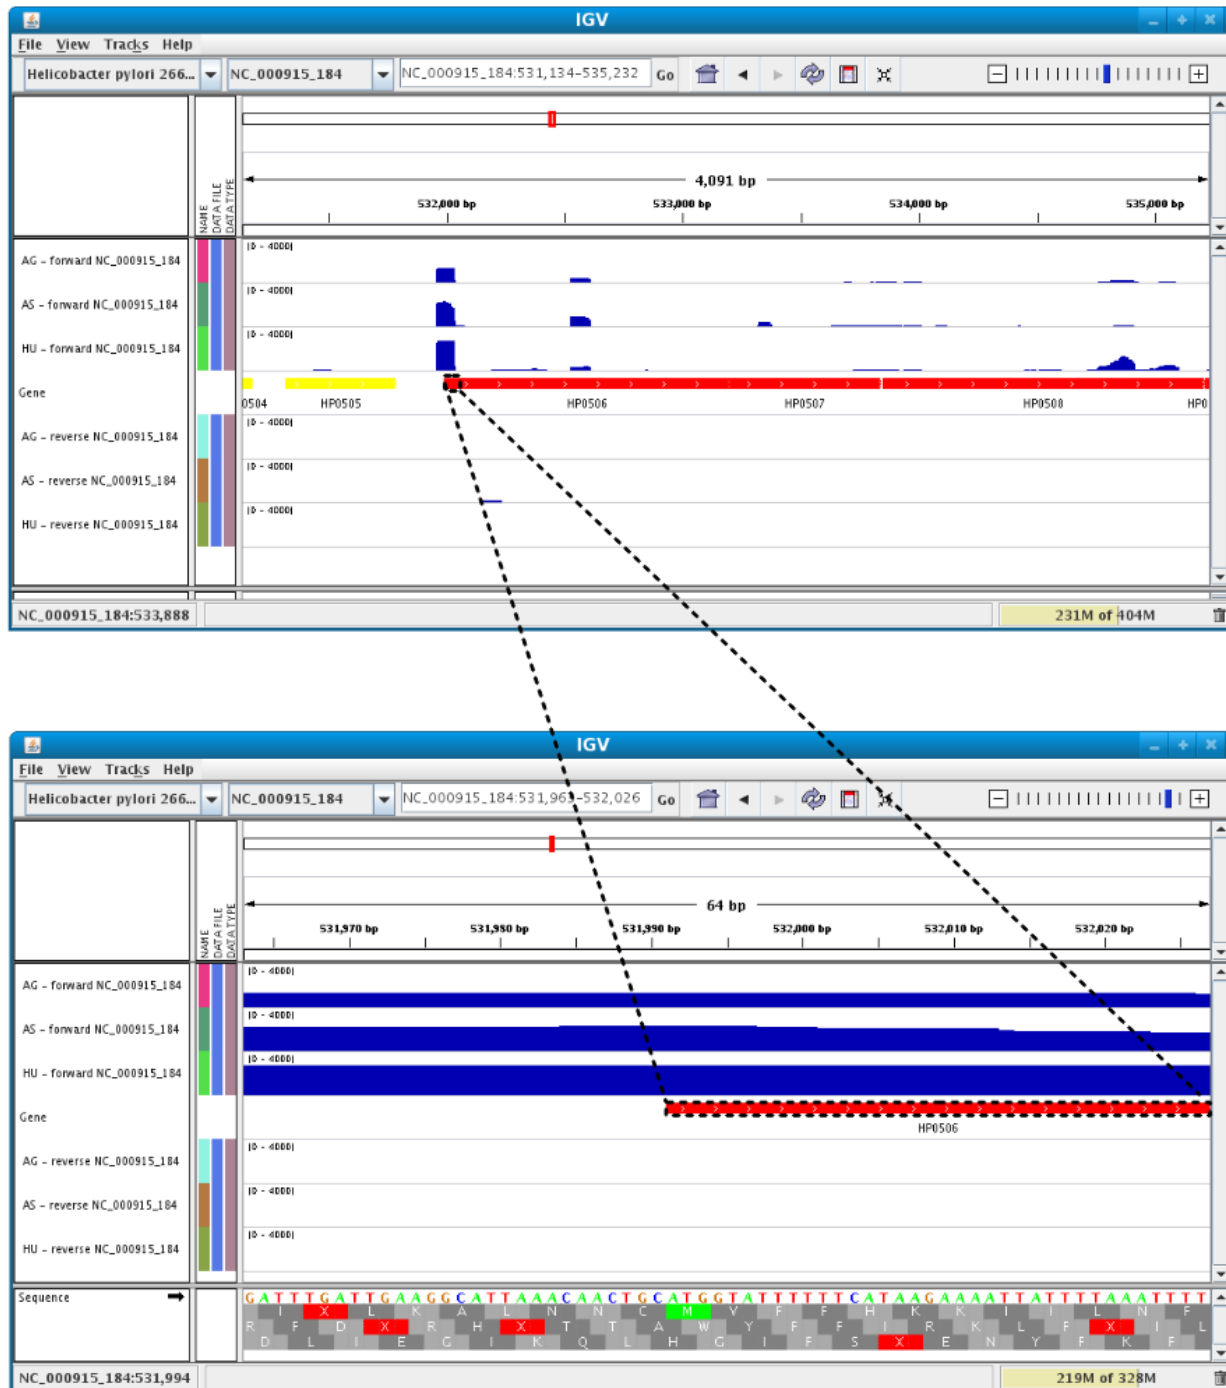 IGV
File View Tracks Help
Helicobacter pylori 266... NC_000915_184 NC_000915_184:531,134-535,232 Go
NAME
DATA FILE
DATA TYPE
4,091 bp
532,000 bp 533,000 bp 534,000 bp 535,000 bp
[0 - 4000]
AG - forward NC_000915_184
[0 - 4000]
AS - forward NC_000915_184
[0 - 4000]
HU - forward NC_000915_184
Gene
0504 HP0505 HP0506 HP0507 HP0508 HP0
[0 - 4000]
AG - reverse NC_000915_184
[0 - 4000]
AS - reverse NC_000915_184
[0 - 4000]
HU - reverse NC_000915_184
NC_000915_184:533,888 231M of 404M
IGV
File View Tracks Help
Helicobacter pylori 266... NC_000915_184 NC_000915_184:531,963-532,026 Go
NAME
DATA FILE
DATA TYPE
64 bp
531,970 bp 531,980 bp 531,990 bp 532,000 bp 532,010 bp 532,020 bp
[0 - 4000]
AG - forward NC_000915_184
[0 - 4000]
AS - forward NC_000915_184
[0 - 4000]
HU - forward NC_000915_184
Gene
HP0506
[0 - 4000]
AG - reverse NC_000915_184
[0 - 4000]
AS - reverse NC_000915_184
[0 - 4000]
HU - reverse NC_000915_184
Sequence GATTTGATTGAAGGCATTAAACAACTGCATGGTATTTTTTCATAAGAAAATTATTTTAAATTTT
I X L K A L N N C M V F F H K K I I L N F
R F D X R H X T T A W Y F F I R K L F X I L
D L I E G I K Q L H G I F S X E N Y F K F
NC_000915_184:531,994 219M of 328M